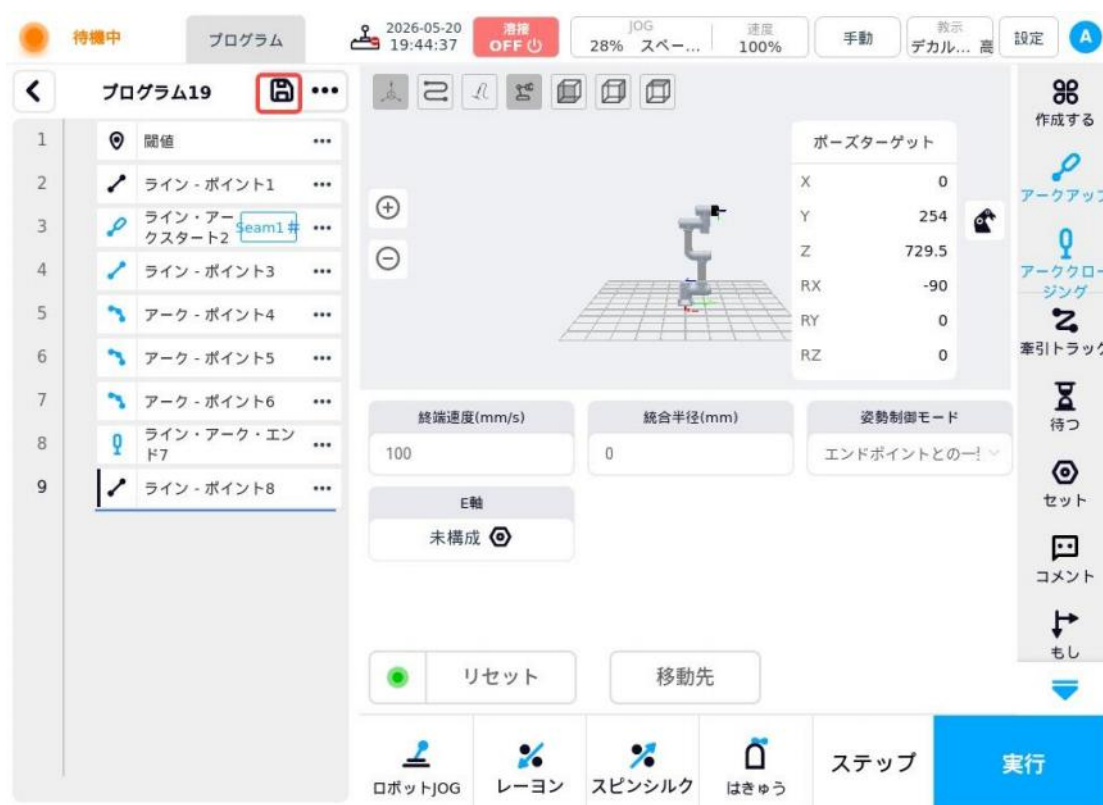 待機中
プログラム
2026-05-20
19:44:37
溶接
OFF
JOG
28% スペー...
速度
100%
手動
教示
デカル... 高
設定
A
プログラム19
•••
1 閾値 •••
2 ライン - ポイント1 •••
3 ライン・アークスタート2 Seam1 # •••
4 ライン - ポイント3 •••
5 アーク - ポイント4 •••
6 アーク - ポイント5 •••
7 アーク - ポイント6 •••
8 ライン・アーク・エンド7 •••
9 ライン - ポイント8 •••
ポーズターゲット
X 0
Y 254
Z 729.5
RX -90
RY 0
RZ 0
終端速度(mm/s)
100
統合半径(mm)
0
姿勢制御モード
エンドポイントとの一
E軸
未構成
リセット
移動先
ロボットJOG
レーヨン
スピンシルク
はきゅう
ステップ
実行
作成する
アークアップ
アーククロー
ジング
牽引トラック
待つ
セット
コメント
もし